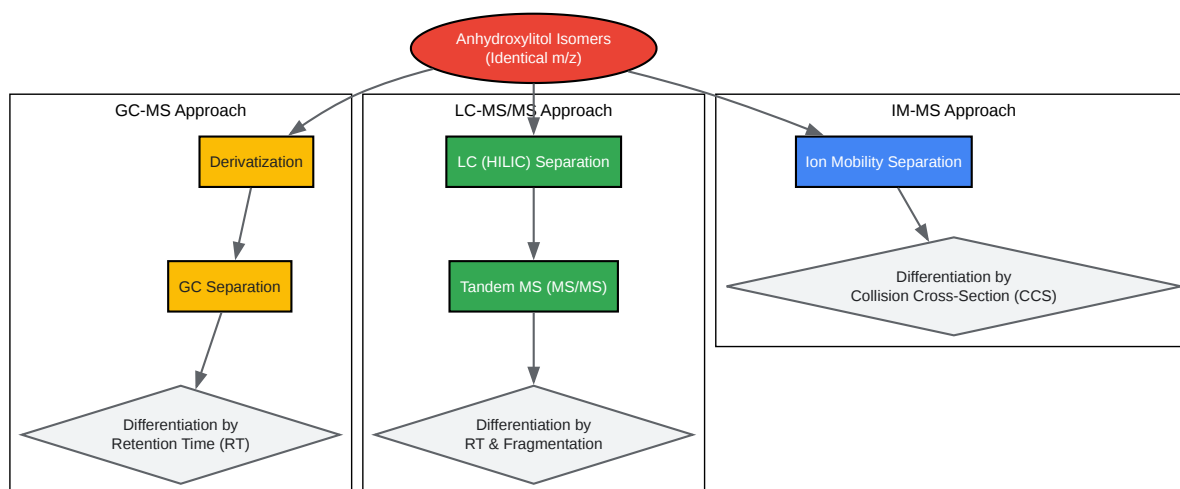 Anhydroxylitol Isomers
(Identical m/z)
GC-MS Approach
Derivatization
GC Separation
Differentiation by
Retention Time (RT)
LC-MS/MS Approach
LC (HILIC) Separation
Tandem MS (MS/MS)
Differentiation by
RT & Fragmentation
IM-MS Approach
Ion Mobility Separation
Differentiation by
Collision Cross-Section (CCS)